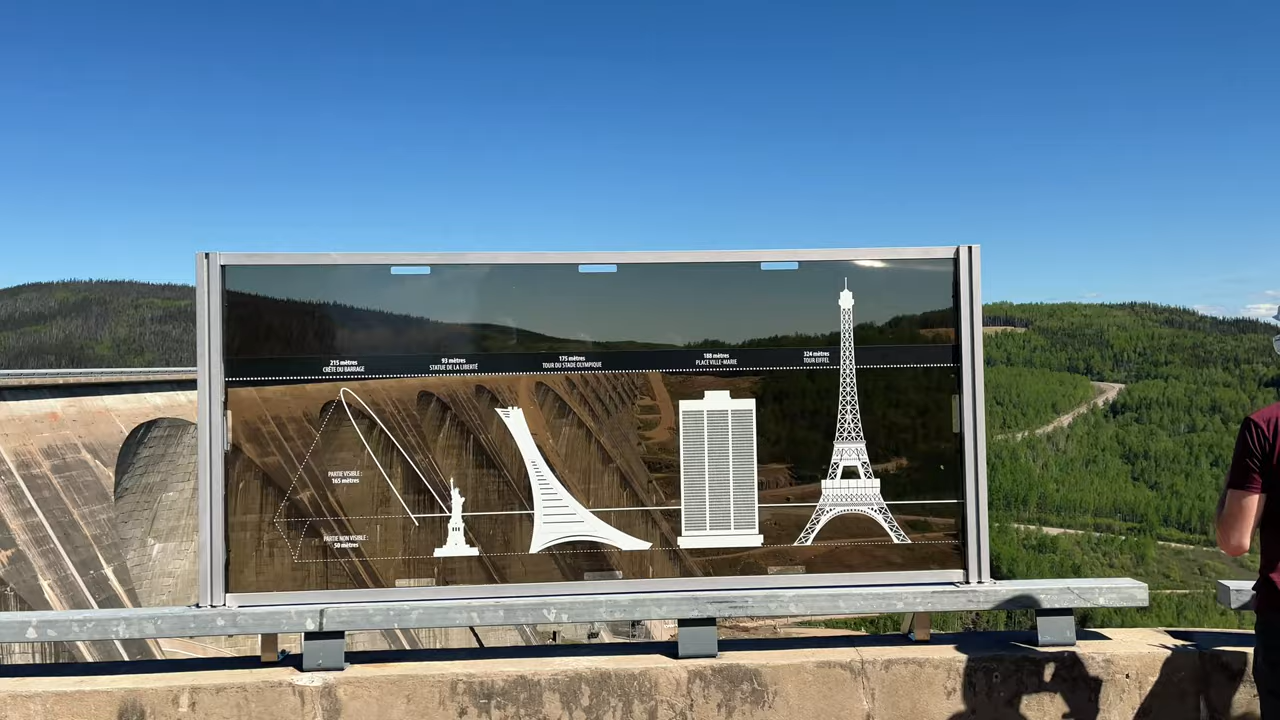 215 mètres
CRÊTE DU BARRAGE
93 mètres
STATUE DE LA LIBERTÉ
175 mètres
TOUR DU STADE OLYMPIQUE
188 mètres
PLACE VILLE-MARIE
324 mètres
TOUR EIFFEL
PARTIE VISIBLE :
165 mètres
PARTIE NON VISIBLE :
50 mètres